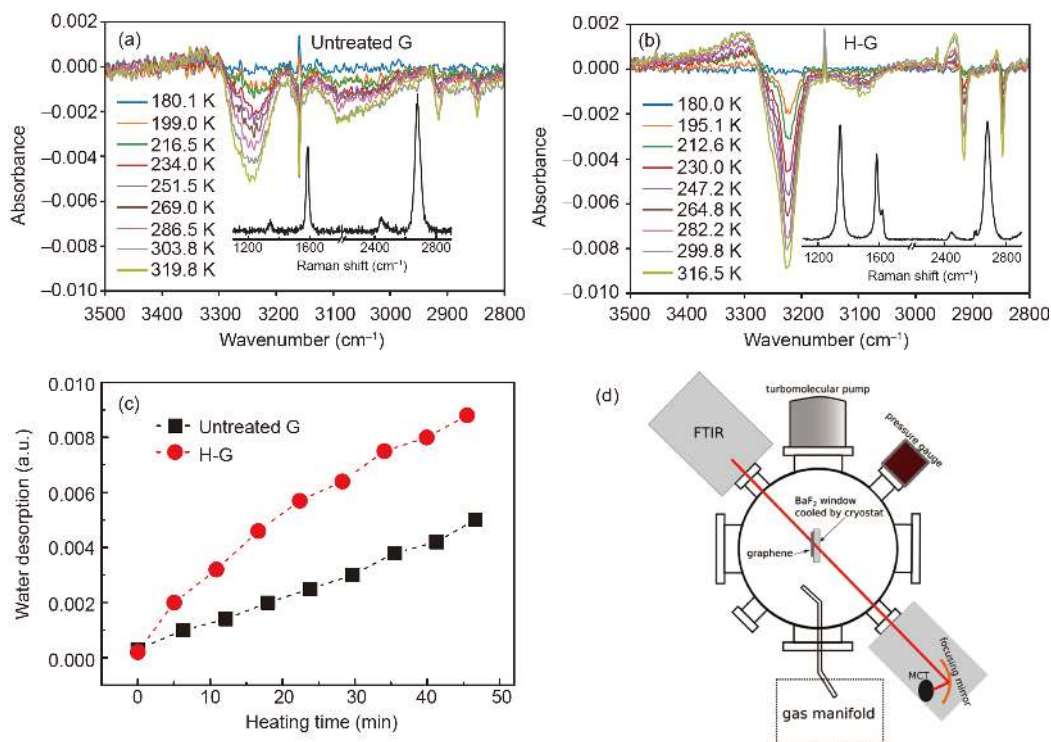 (a)
Untreated G
0.002
0.000
−0.002
−0.004
−0.006
−0.008
−0.010
Absorbance
180.1 K
199.0 K
216.5 K
234.0 K
251.5 K
269.0 K
286.5 K
303.8 K
319.8 K
1200 1600 2400 2800
Raman shift (cm⁻¹)
3500 3400 3300 3200 3100 3000 2900 2800
Wavenumber (cm⁻¹)
(b)
H-G
0.002
0.000
−0.002
−0.004
−0.006
−0.008
−0.010
Absorbance
180.0 K
195.1 K
212.6 K
230.0 K
247.2 K
264.8 K
282.2 K
299.8 K
316.5 K
1200 1600 2400 2800
Raman shift (cm⁻¹)
3500 3400 3300 3200 3100 3000 2900 2800
Wavenumber (cm⁻¹)
(c)
Untreated G
H-G
0.010
0.008
0.006
0.004
0.002
0.000
Water desorption (a.u.)
0 10 20 30 40 50
Heating time (min)
(d)
turbomolecular pump
FTIR
pressure gauge
BaF₂ window
cooled by cryostat
graphene
focusing mirror
MCT
gas manifold